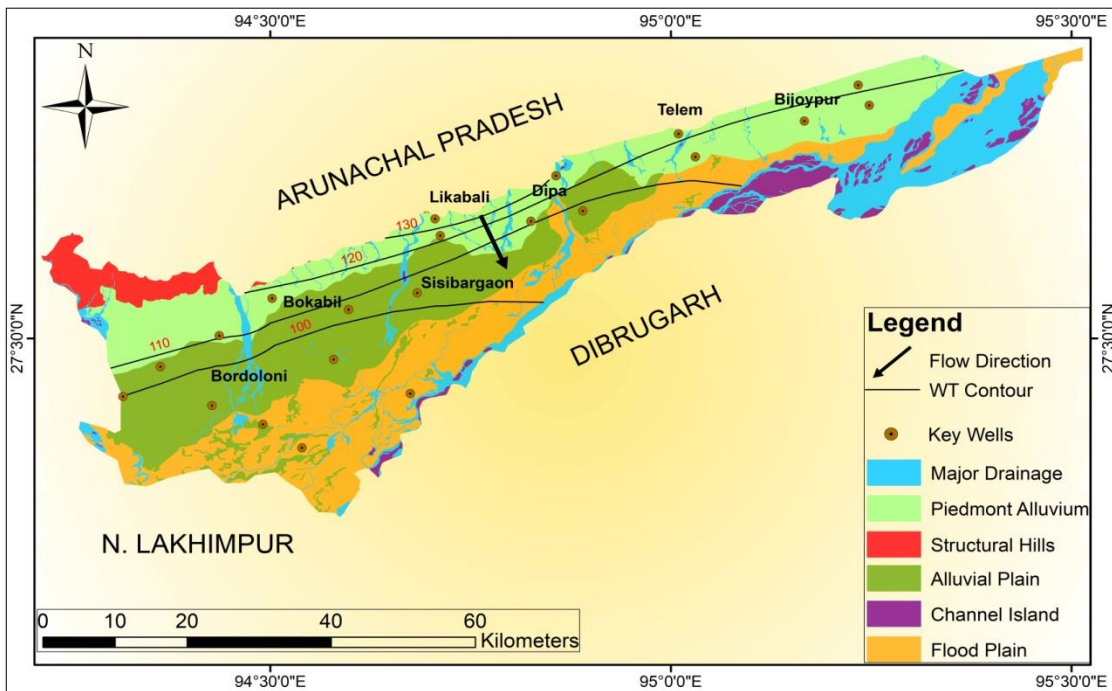 94°30'0"E
95°0'0"E
95°30'0"E
N
ARUNACHAL PRADESH
Telem
Bijoypur
Likabali
Dipa
130
120
Bokabil
Sisibargaon
110
100
Bordoloni
DIBRUGARH
N. LAKHIMPUR
27°30'0"N
27°30'0"N
Legend
Flow Direction
WT Contour
Key Wells
Major Drainage
Piedmont Alluvium
Structural Hills
Alluvial Plain
Channel Island
Flood Plain
0 10 20 40 60
Kilometers
94°30'0"E
95°0'0"E
95°30'0"E